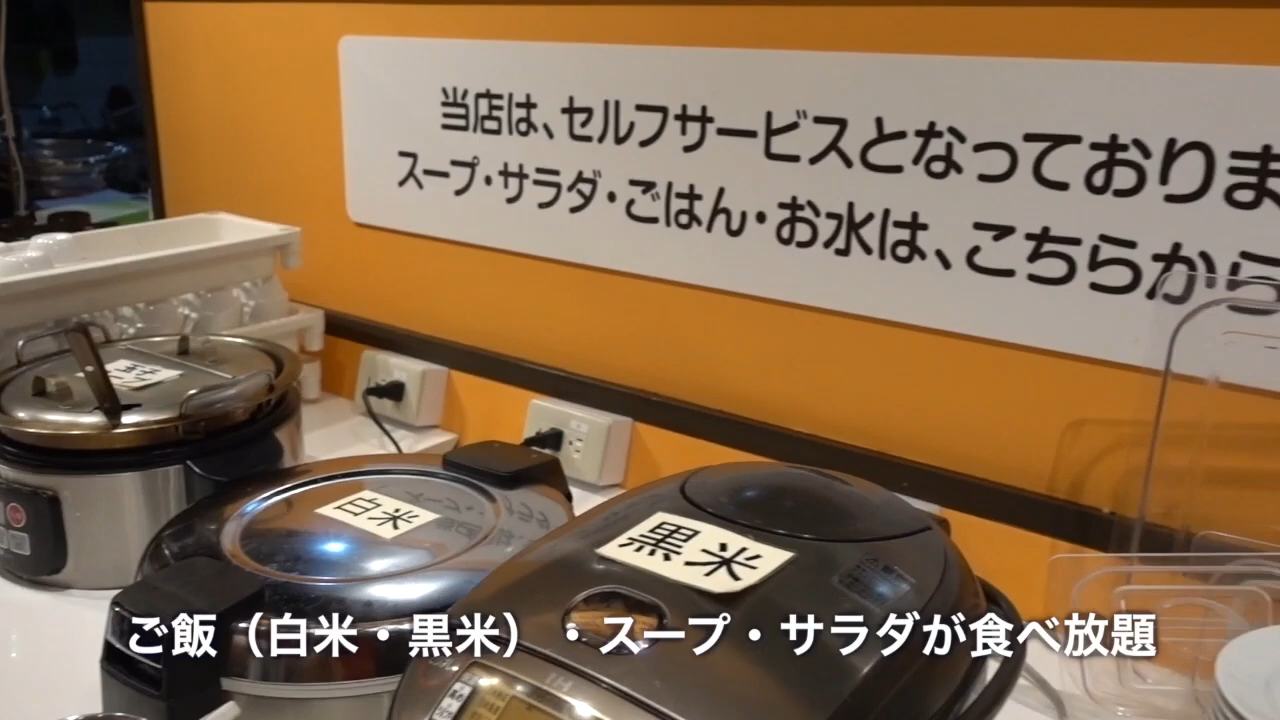 当店は、セルフサービスとなっておりま
スープ・サラダ・ごはん・お水は、こちらから
白米
黒米
IH
ご飯（白米・黒米）・スープ・サラダが食べ放題